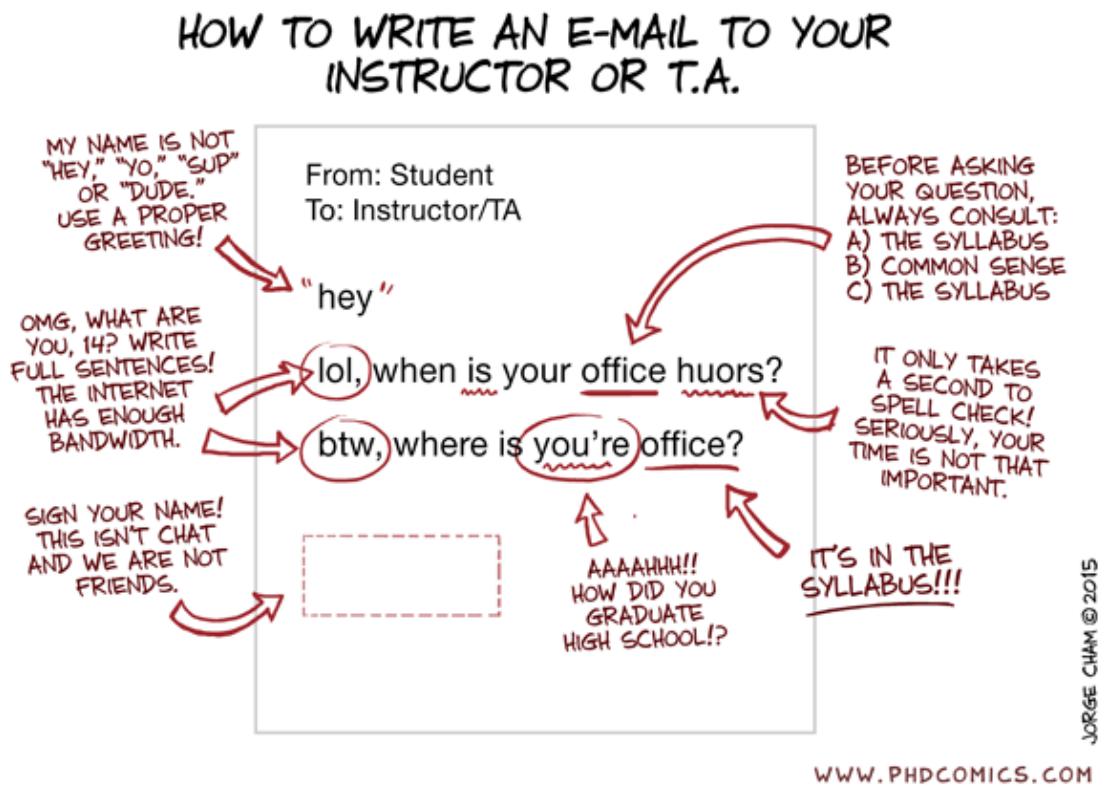 HOW TO WRITE AN E-MAIL TO YOUR
INSTRUCTOR OR T.A.
MY NAME IS NOT
"HEY," "YO," "SUP"
OR "DUDE."
USE A PROPER
GREETING!
From: Student
To: Instructor/TA
BEFORE ASKING
YOUR QUESTION,
ALWAYS CONSULT:
A) THE SYLLABUS
B) COMMON SENSE
C) THE SYLLABUS
"hey"
OMG, WHAT ARE
YOU, 14? WRITE
FULL SENTENCES!
THE INTERNET
HAS ENOUGH
BANDWIDTH.
lol, when is your office huors?
btw, where is you're office?
IT ONLY TAKES
A SECOND TO
SPELL CHECK!
SERIOUSLY, YOUR
TIME IS NOT THAT
IMPORTANT.
SIGN YOUR NAME!
THIS ISN'T CHAT
AND WE ARE NOT
FRIENDS.
AAAAHHH!!
HOW DID YOU
GRADUATE
HIGH SCHOOL!?
IT'S IN THE
SYLLABUS!!!
JORGE CHAM © 2015
WWW.PHDCOMICS.COM